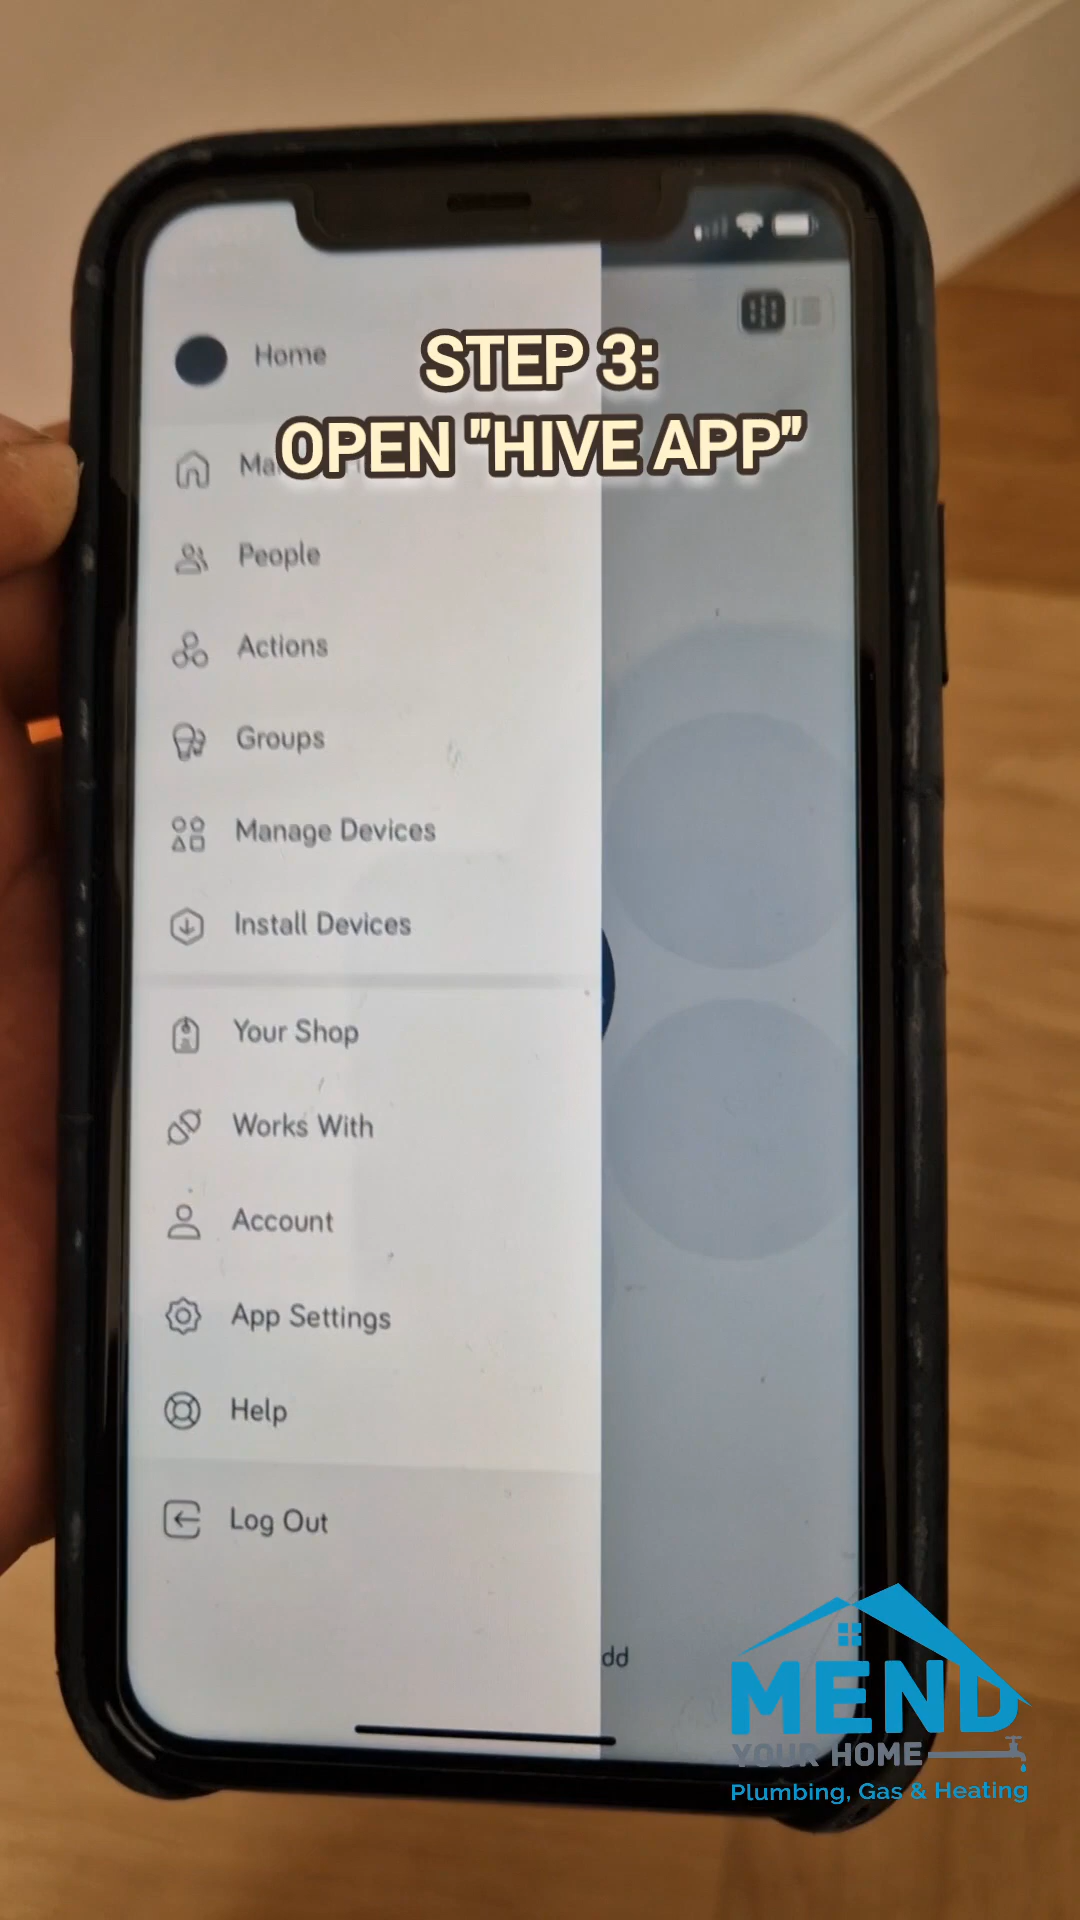 Home
STEP 3:
OPEN "HIVE APP"
People
Actions
Groups
Manage Devices
Install Devices
Your Shop
Works With
Account
App Settings
Help
Log Out
dd
MEND
YOUR HOME
Plumbing, Gas & Heating